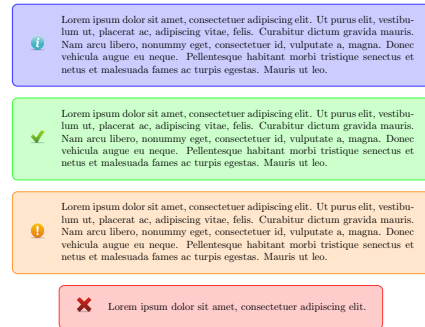 Lorem ipsum dolor sit amet, consectetuer adipiscing elit. Ut purus elit, vestibu-
lum ut, placerat ac, adipiscing vitae, felis. Curabitur dictum gravida mauris.
Nam arcu libero, nonummy eget, consectetuer id, vulputate a, magna. Donec
vehicula augue eu neque. Pellentesque habitant morbi tristique senectus et
netus et malesuada fames ac turpis egestas. Mauris ut leo.
Lorem ipsum dolor sit amet, consectetuer adipiscing elit. Ut purus elit, vestibu-
lum ut, placerat ac, adipiscing vitae, felis. Curabitur dictum gravida mauris.
Nam arcu libero, nonummy eget, consectetuer id, vulputate a, magna. Donec
vehicula augue eu neque. Pellentesque habitant morbi tristique senectus et
netus et malesuada fames ac turpis egestas. Mauris ut leo.
Lorem ipsum dolor sit amet, consectetuer adipiscing elit. Ut purus elit, vestibu-
lum ut, placerat ac, adipiscing vitae, felis. Curabitur dictum gravida mauris.
Nam arcu libero, nonummy eget, consectetuer id, vulputate a, magna. Donec
vehicula augue eu neque. Pellentesque habitant morbi tristique senectus et
netus et malesuada fames ac turpis egestas. Mauris ut leo.
Lorem ipsum dolor sit amet, consectetuer adipiscing elit.